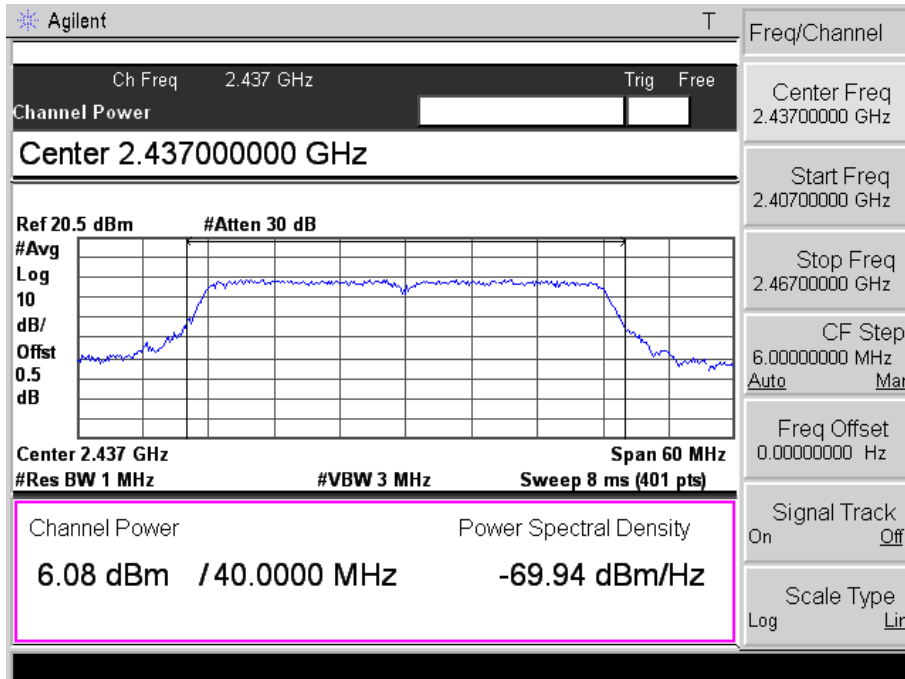 Agilent T
Ch Freq 2.437 GHz Trig Free
Channel Power
Center 2.437000000 GHz
Ref 20.5 dBm #Atten 30 dB
#Avg
Log
10
dB/
Offst
0.5
dB
Center 2.437 GHz Span 60 MHz
#Res BW 1 MHz #VBW 3 MHz Sweep 8 ms (401 pts)
Channel Power Power Spectral Density
6.08 dBm / 40.0000 MHz -69.94 dBm/Hz
Freq/Channel
Center Freq
2.43700000 GHz
Start Freq
2.40700000 GHz
Stop Freq
2.46700000 GHz
CF Step
6.00000000 MHz
Auto Man
Freq Offset
0.00000000 Hz
Signal Track
On Off
Scale Type
Log Lin